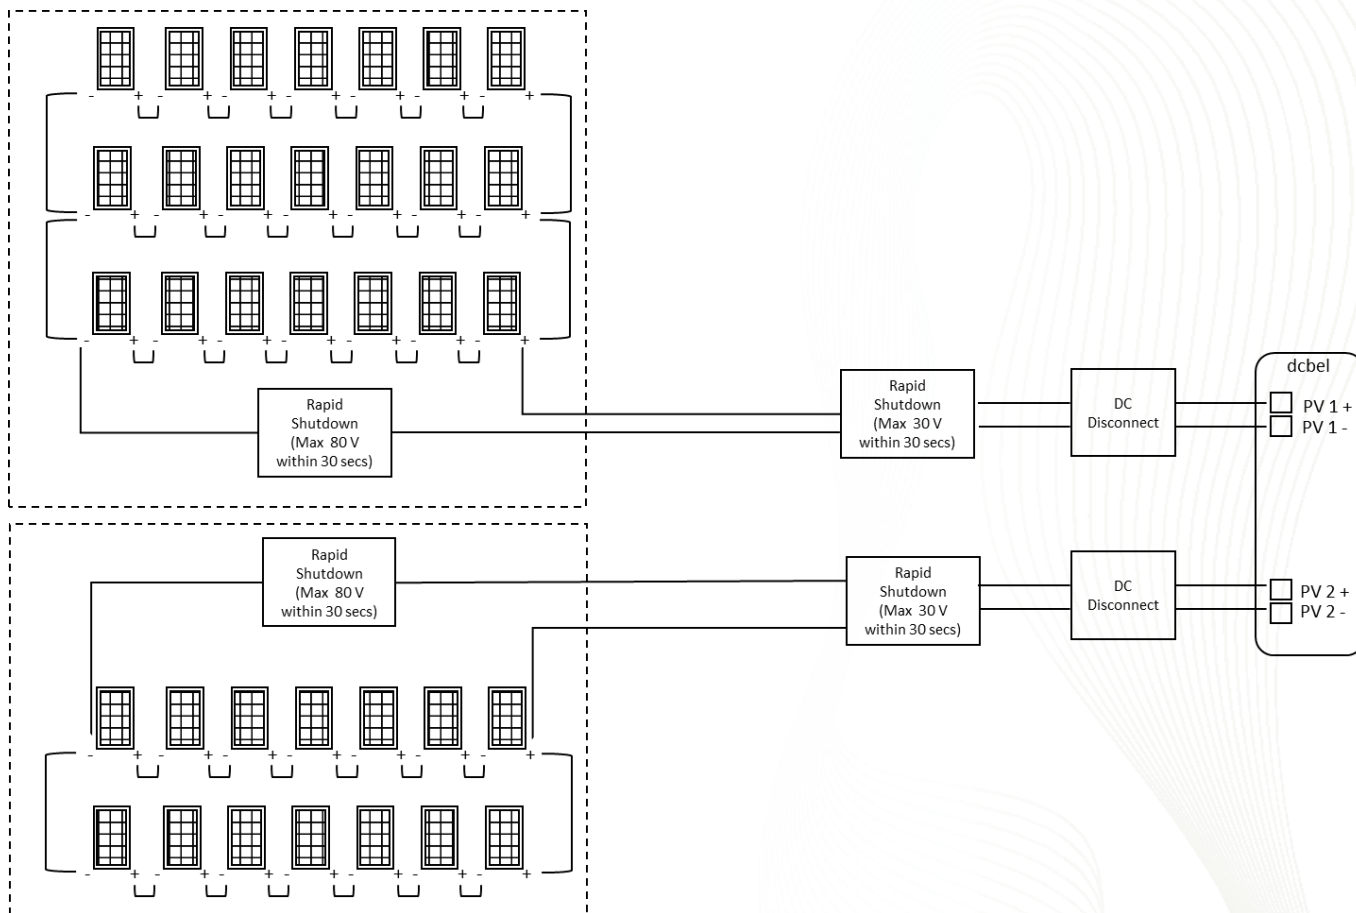 - + - + - + - + - + - + - +
- + - + - + - + - + - + - +
- + - + - + - + - + - + - +
Rapid
Shutdown
(Max 80 V
within 30 secs)
Rapid
Shutdown
(Max 30 V
within 30 secs)
DC
Disconnect
dcbel
PV 1 +
PV 1 -
Rapid
Shutdown
(Max 80 V
within 30 secs)
Rapid
Shutdown
(Max 30 V
within 30 secs)
DC
Disconnect
PV 2 +
PV 2 -
- + - + - + - + - + - + - +
- + - + - + - + - + - + - +